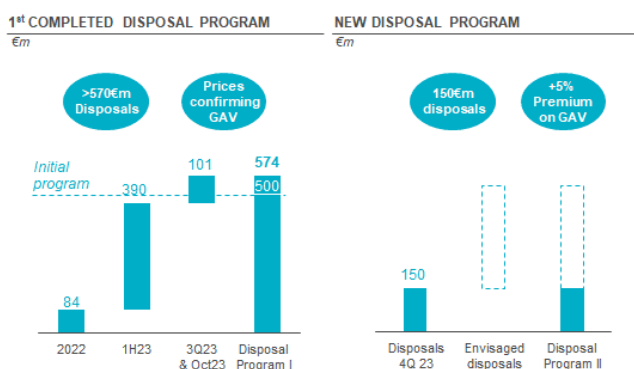 1st COMPLETED DISPOSAL PROGRAM
€m
>570€m
Disposals
Prices
confirming
GAV
Initial
program
84
390
101
574
500
2022
1H23
3Q23
& Oct23
Disposal
Program I
NEW DISPOSAL PROGRAM
€m
150€m
disposals
+5%
Premium
on GAV
150
Disposals
4Q 23
Envisaged
disposals
Disposal
Program II